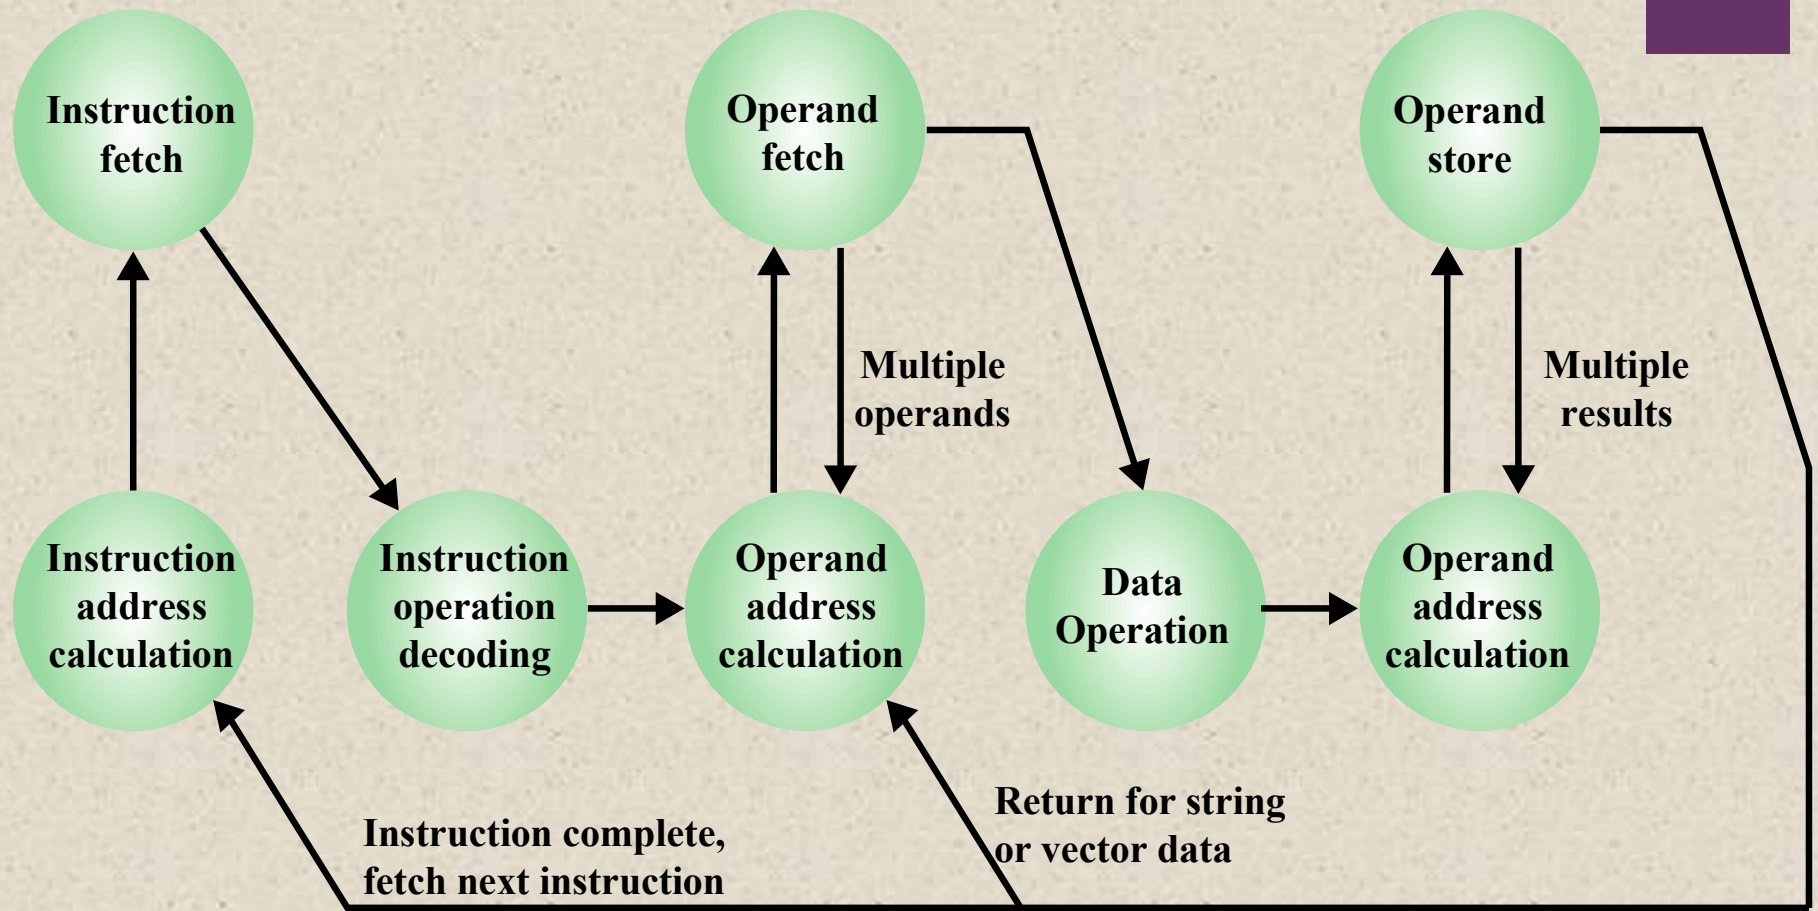 Instruction
fetch
Operand
fetch
Operand
store
Multiple
operands
Multiple
results
Instruction
address
calculation
Instruction
operation
decoding
Operand
address
calculation
Data
Operation
Operand
address
calculation
Instruction complete,
fetch next instruction
Return for string
or vector data